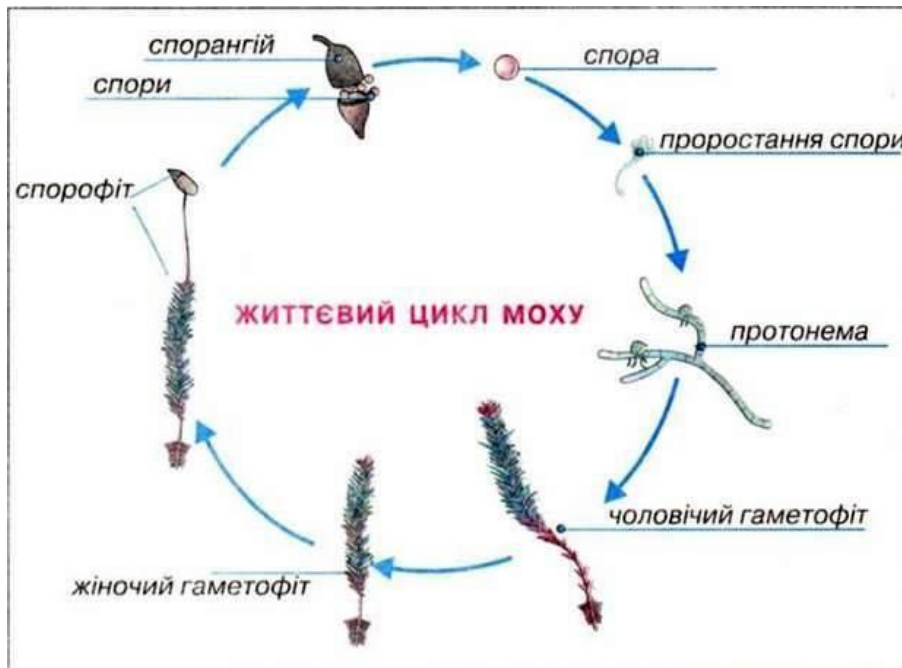 спорангій
спора
спори
проростання спори
спорофіт
ЖИТТЄВИЙ ЦИКЛ МОХУ
протонема
чоловічий гаметофіт
жіночий гаметофіт